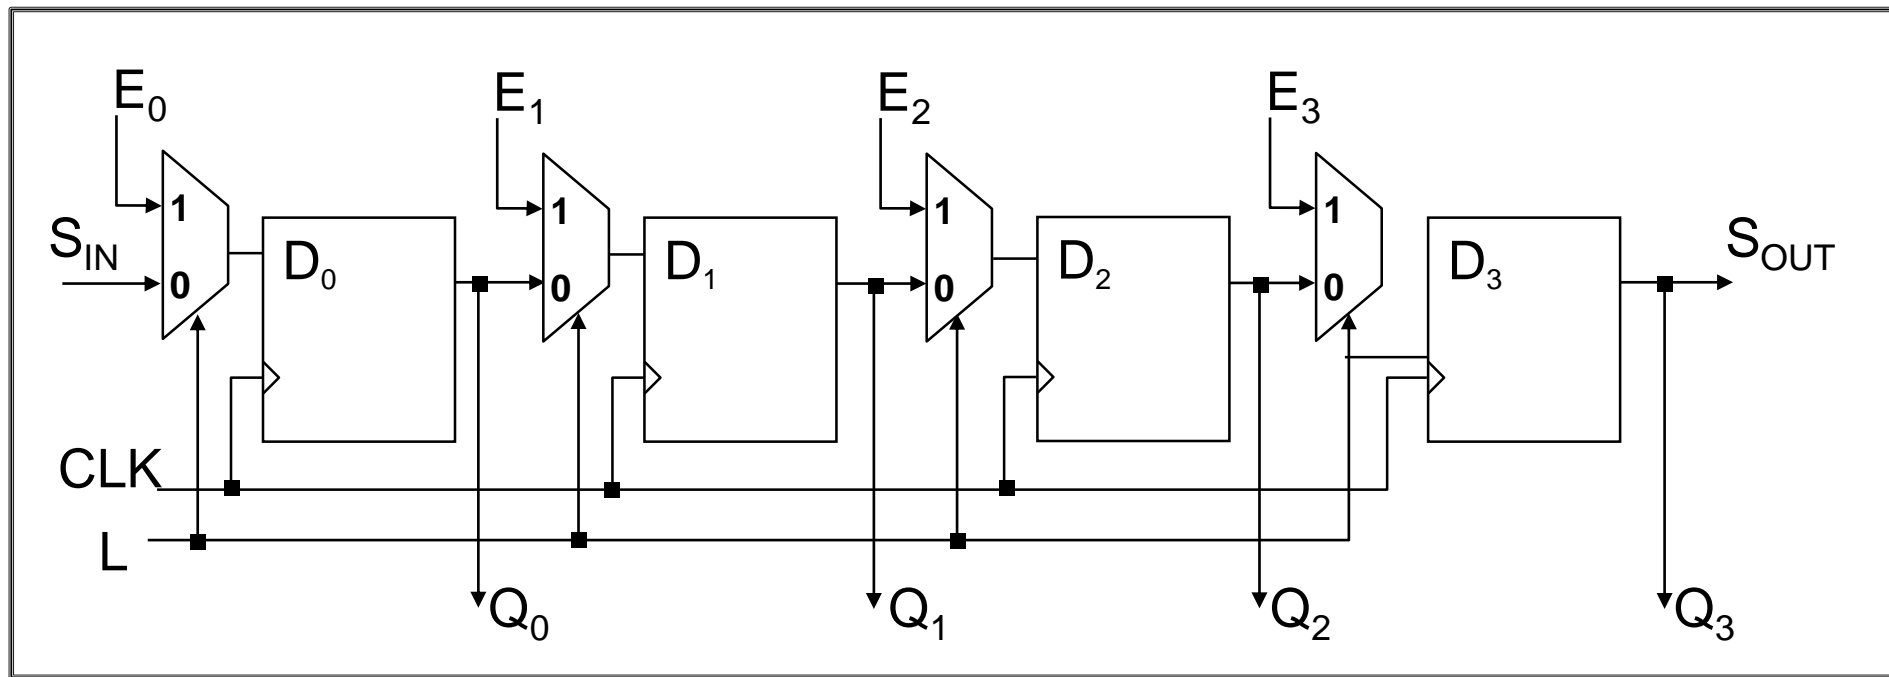 E0 E1 E2 E3
1 1 1 1
SIN D0 D1 D2 D3 SOUT
0 0 0 0
CLK
L
Q0 Q1 Q2 Q3